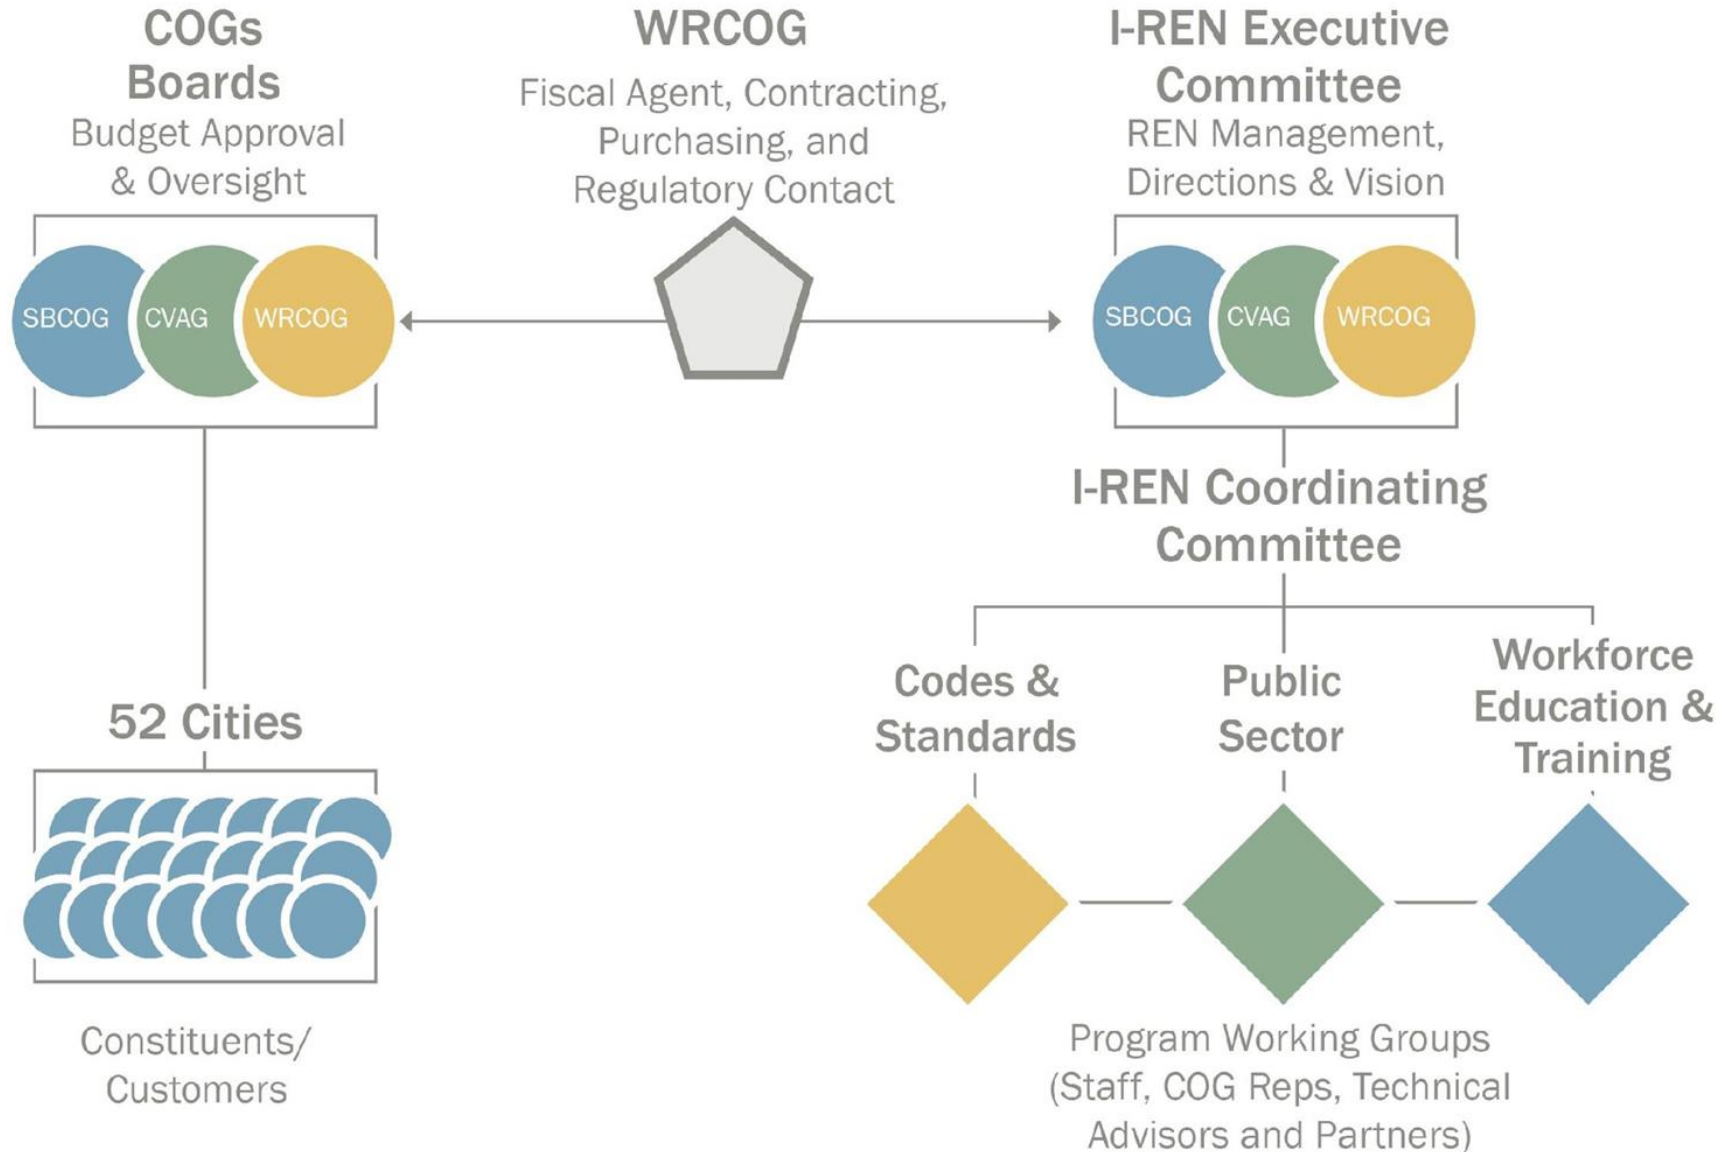 COGs
Boards
Budget Approval
& Oversight
SBCOG
CVAG
WRCOG
WRCOG
Fiscal Agent, Contracting,
Purchasing, and
Regulatory Contact
I-REN Executive
Committee
REN Management,
Directions & Vision
SBCOG
CVAG
WRCOG
I-REN Coordinating
Committee
52 Cities
Constituents/
Customers
Codes &
Standards
Public
Sector
Workforce
Education &
Training
Program Working Groups
(Staff, COG Reps, Technical
Advisors and Partners)